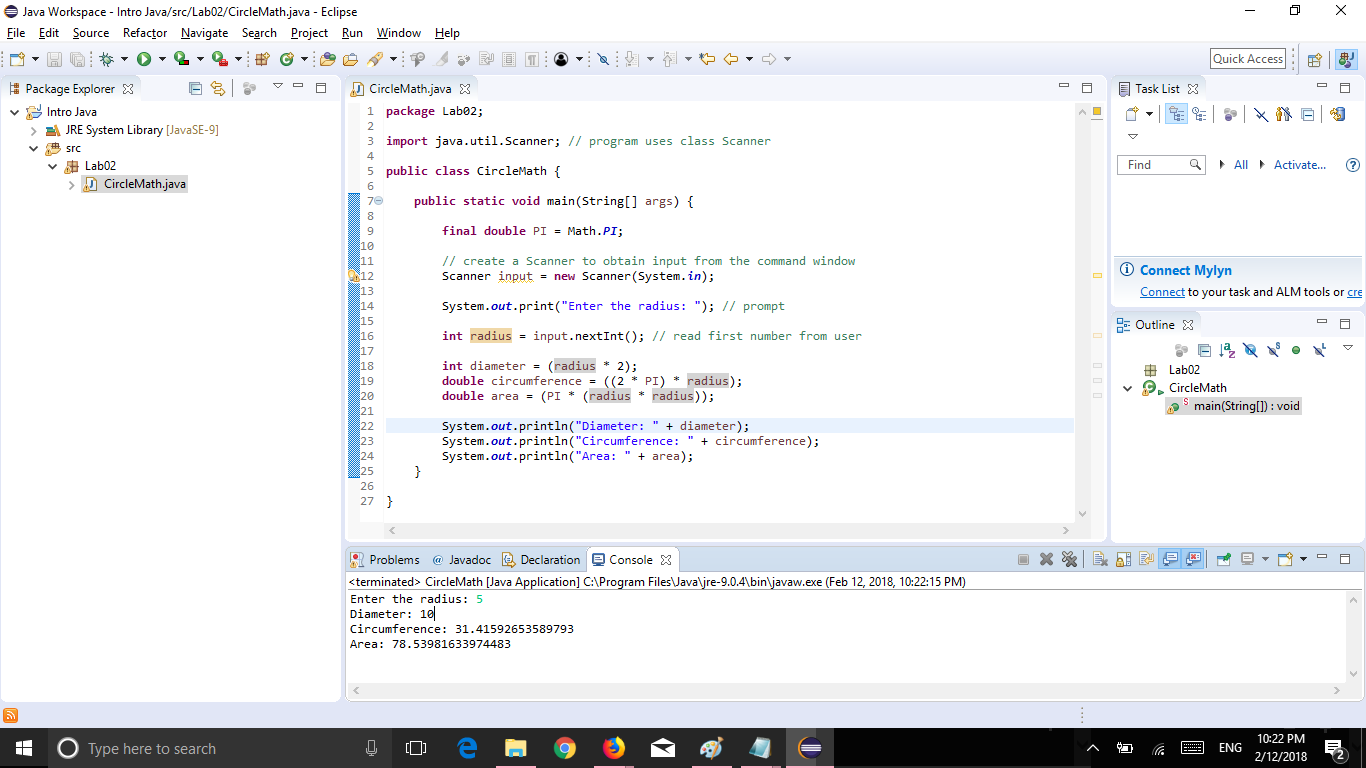 Java Workspace - Intro Java/src/Lab02/CircleMath.java - Eclipse
File Edit Source Refactor Navigate Search Project Run Window Help
Quick Access
Package Explorer
Intro Java
JRE System Library [JavaSE-9]
src
Lab02
CircleMath.java
CircleMath.java
1 package Lab02;
2
3 import java.util.Scanner; // program uses class Scanner
4
5 public class CircleMath {
6
7 public static void main(String[] args) {
8
9 final double PI = Math.PI;
10
11 // create a Scanner to obtain input from the command window
12 Scanner input = new Scanner(System.in);
13
14 System.out.print("Enter the radius: "); // prompt
15
16 int radius = input.nextInt(); // read first number from user
17
18 int diameter = (radius * 2);
19 double circumference = ((2 * PI) * radius);
20 double area = (PI * (radius * radius));
21
22 System.out.println("Diameter: " + diameter);
23 System.out.println("Circumference: " + circumference);
24 System.out.println("Area: " + area);
25 }
26
27 }
Task List
Find All Activate...
Connect Mylyn
Connect to your task and ALM tools or cre
Outline
Lab02
CircleMath
main(String[]) : void
Problems @ Javadoc Declaration Console
<terminated> CircleMath [Java Application] C:\Program Files\Java\jre-9.0.4\bin\javaw.exe (Feb 12, 2018, 10:22:15 PM)
Enter the radius: 5
Diameter: 10
Circumference: 31.41592653589793
Area: 78.53981633974483
Type here to search
ENG
10:22 PM
2/12/2018
2